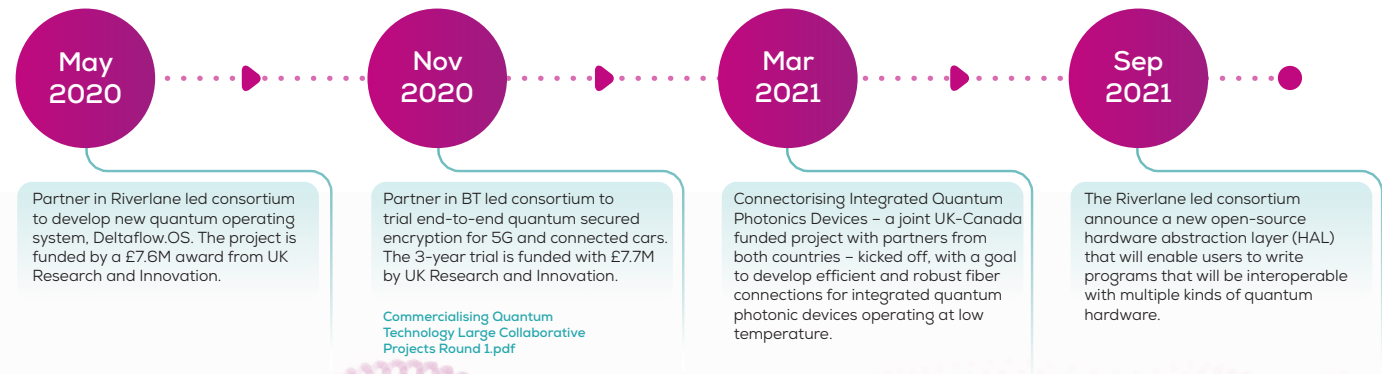 May
2020
Nov
2020
Mar
2021
Sep
2021
Partner in Riverlane led consortium
to develop new quantum operating
system, Deltaflow.OS. The project is
funded by a £7.6M award from UK
Research and Innovation.
Partner in BT led consortium to
trial end-to-end quantum secured
encryption for 5G and connected cars.
The 3-year trial is funded with £7.7M
by UK Research and Innovation.
Commercialising Quantum
Technology Large Collaborative
Projects Round 1.pdf
Connectorising Integrated Quantum
Photonics Devices – a joint UK-Canada
funded project with partners from
both countries – kicked off, with a goal
to develop efficient and robust fiber
connections for integrated quantum
photonic devices operating at low
temperature.
The Riverlane led consortium
announce a new open-source
hardware abstraction layer (HAL)
that will enable users to write
programs that will be interoperable
with multiple kinds of quantum
hardware.